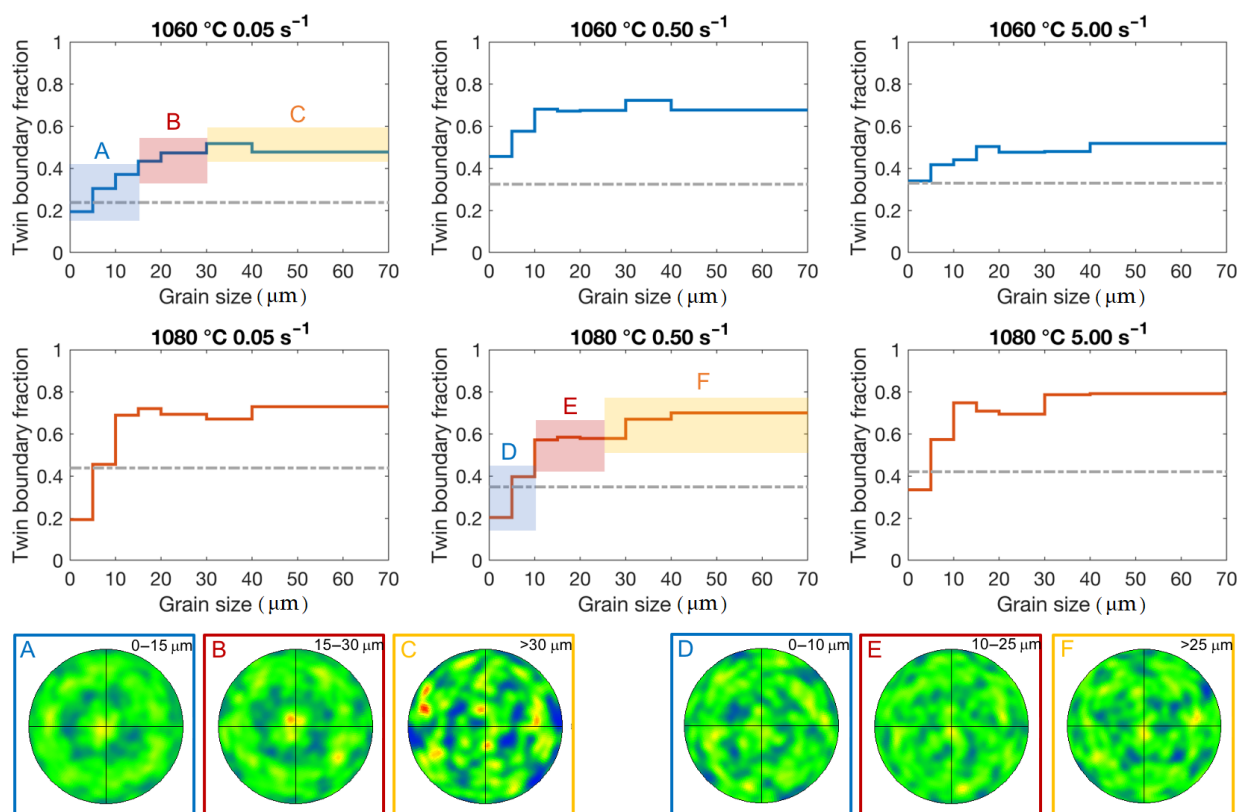 1060 °C 0.05 s⁻¹
1
0.8
0.6
0.4
0.2
0
Twin boundary fraction
A
B
C
0 10 20 30 40 50 60 70
Grain size (μm)
1060 °C 0.50 s⁻¹
1
0.8
0.6
0.4
0.2
0
Twin boundary fraction
0 10 20 30 40 50 60 70
Grain size (μm)
1060 °C 5.00 s⁻¹
1
0.8
0.6
0.4
0.2
0
Twin boundary fraction
0 10 20 30 40 50 60 70
Grain size (μm)
1080 °C 0.05 s⁻¹
1
0.8
0.6
0.4
0.2
0
Twin boundary fraction
0 10 20 30 40 50 60 70
Grain size (μm)
1080 °C 0.50 s⁻¹
1
0.8
0.6
0.4
0.2
0
Twin boundary fraction
D
E
F
0 10 20 30 40 50 60 70
Grain size (μm)
1080 °C 5.00 s⁻¹
1
0.8
0.6
0.4
0.2
0
Twin boundary fraction
0 10 20 30 40 50 60 70
Grain size (μm)
A 0–15 μm
B 15–30 μm
C >30 μm
D 0–10 μm
E 10–25 μm
F >25 μm